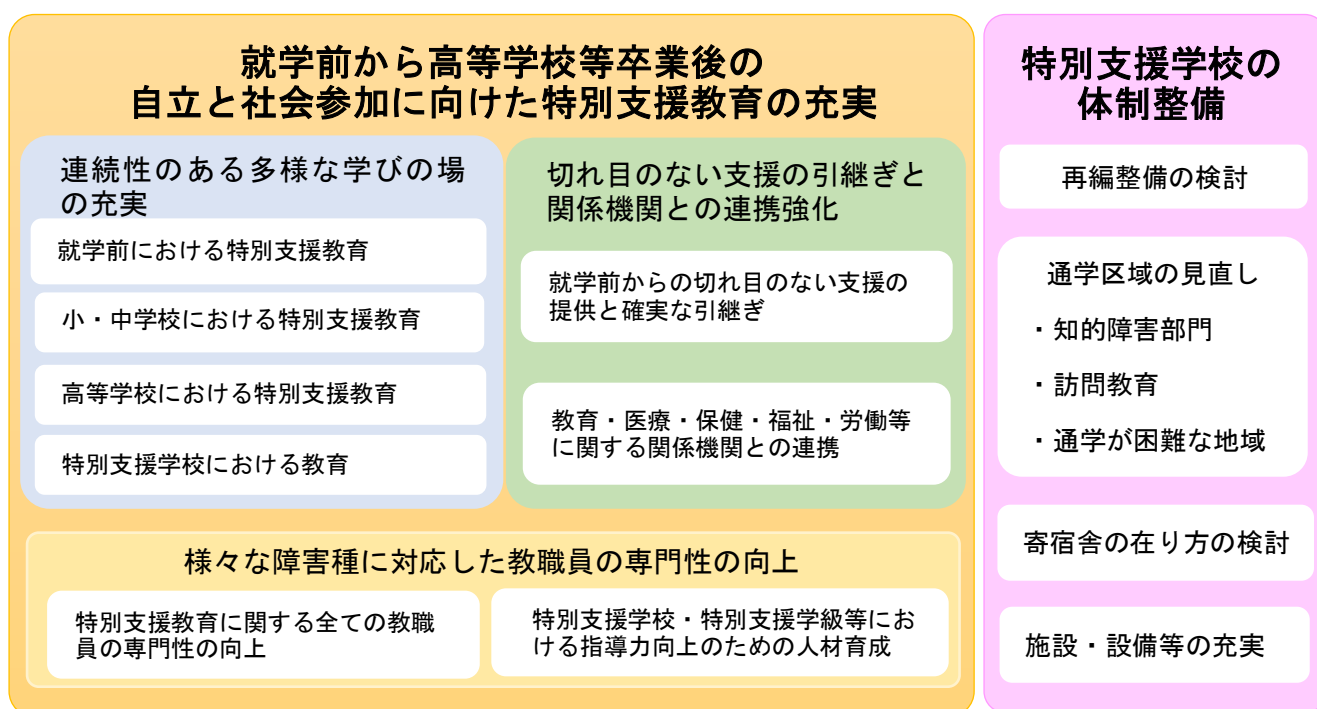 就学前から高等学校等卒業後の
自立と社会参加に向けた特別支援教育の充実
連続性のある多様な学びの場
の充実
就学前における特別支援教育
小・中学校における特別支援教育
高等学校における特別支援教育
特別支援学校における教育
切れ目のない支援の引継ぎと
関係機関との連携強化
就学前からの切れ目のない支援の
提供と確実な引継ぎ
教育・医療・保健・福祉・労働等
に関する関係機関との連携
様々な障害種に対応した教職員の専門性の向上
特別支援教育に関する全ての教職
員の専門性の向上
特別支援学校・特別支援学級等にお
ける指導力向上のための人材育成
特別支援学校の
体制整備
再編整備の検討
通学区域の見直し
・知的障害部門
・訪問教育
・通学が困難な地域
寄宿舎の在り方の検討
施設・設備等の充実